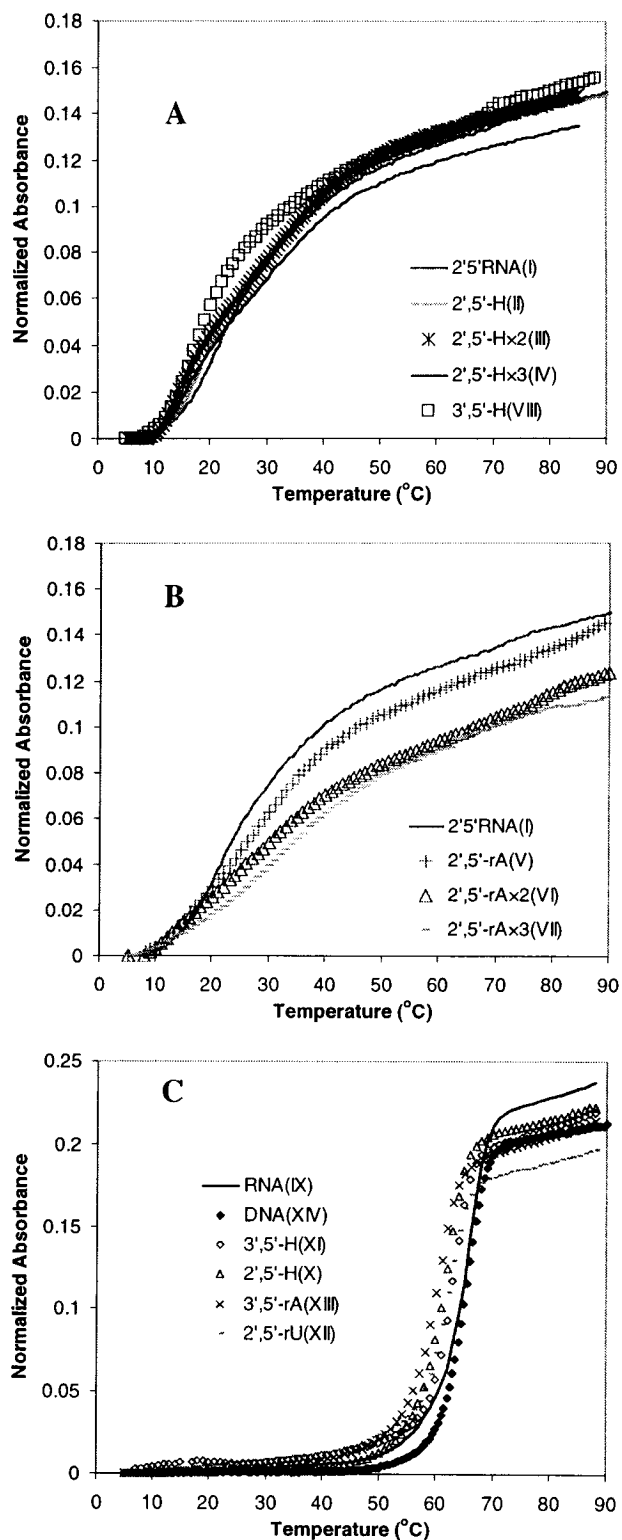 0.18
0.16
0.14
0.12
0.1
0.08
0.06
0.04
0.02
0
A
2'5'RNA(I)
2',5'-H(II)
2',5'-H×2(III)
2',5'-H×3(IV)
3',5'-H(VIII)
0 10 20 30 40 50 60 70 80 90
Temperature (°C)
Normalized Absorbance
0.18
0.16
0.14
0.12
0.1
0.08
0.06
0.04
0.02
0
B
2'5'RNA(I)
2',5'-rA(V)
2',5'-rA×2(VI)
2',5'-rA×3(VII)
0 10 20 30 40 50 60 70 80 90
Temperature (°C)
Normalized Absorbance
0.25
0.2
0.15
0.1
0.05
0
C
RNA(IX)
DNA(XIV)
3',5'-H(XI)
2',5'-H(X)
3',5'-rA(XIII)
2',5'-rU(XII)
0 10 20 30 40 50 60 70 80 90
Temperature (°C)
Normalized Absorbance